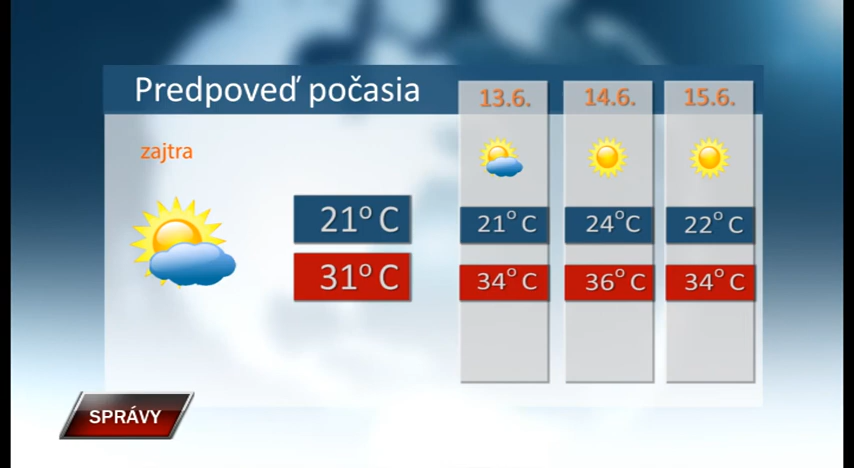 Predpoveď počasia
zajtra
21° C
31° C
13.6. 14.6. 15.6.
21° C 24°C 22° C
34° C 36° C 34° C
SPRÁVY